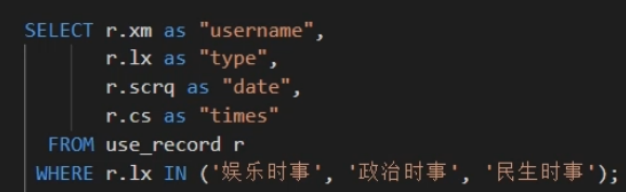 SELECT r.xm as "username",
r.lx as "type",
r.scrq as "date",
r.cs as "times"
FROM use_record r
WHERE r.lx IN ('娱乐时事', '政治时事', '民生时事');